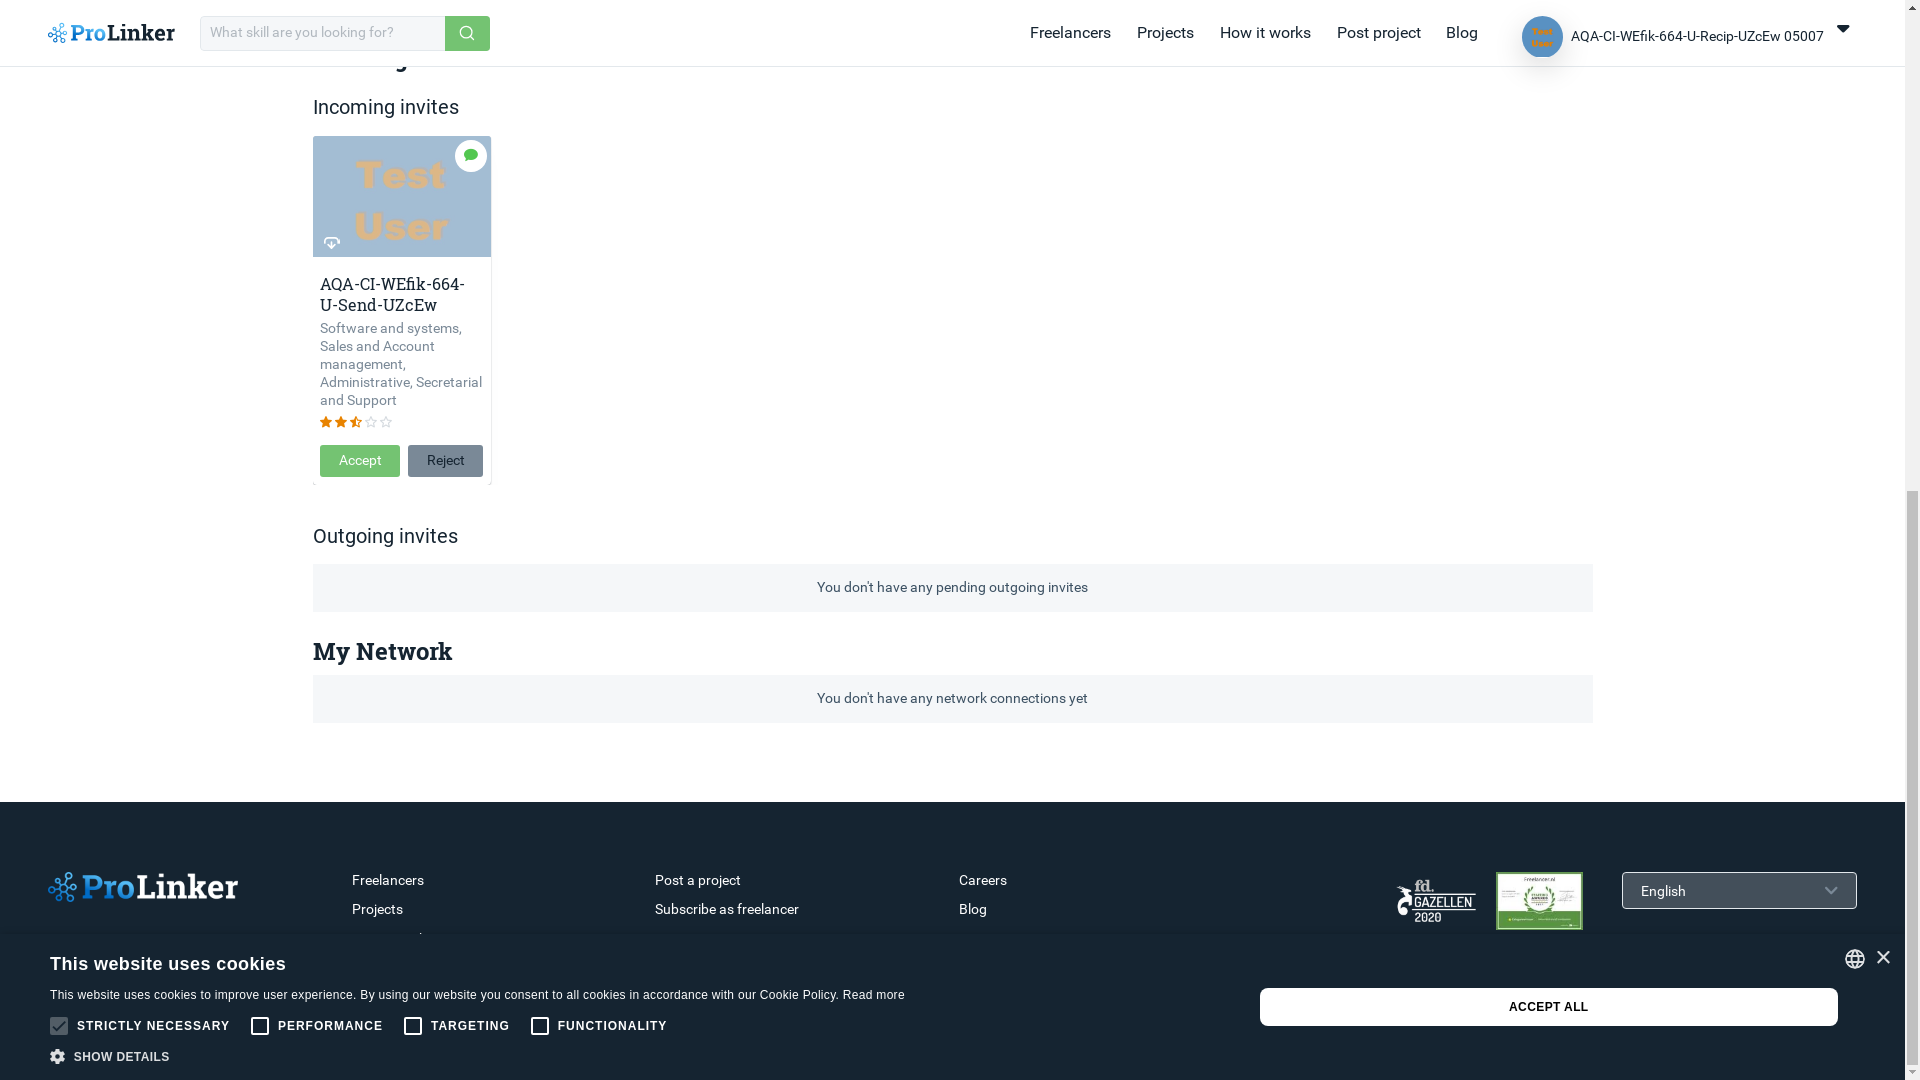 ProLinker
What skill are you looking for?
Freelancers
Projects
How it works
Post project
Blog
Test
User
AQA-CI-WEfik-664-U-Recip-UZcEw 05007
Incoming invites
Test
User
AQA-CI-WEfik-664-
U-Send-UZcEw
Software and systems,
Sales and Account
management,
Administrative, Secretarial
and Support
Accept
Reject
Outgoing invites
You don't have any pending outgoing invites
My Network
You don't have any network connections yet
ProLinker
Freelancers
Projects
Post a project
Subscribe as freelancer
Careers
Blog
fd.
GAZELLEN
2020
Freelancer.nl
English
This website uses cookies
This website uses cookies to improve user experience. By using our website you consent to all cookies in accordance with our Cookie Policy. Read more
STRICTLY NECESSARY
PERFORMANCE
TARGETING
FUNCTIONALITY
SHOW DETAILS
ACCEPT ALL